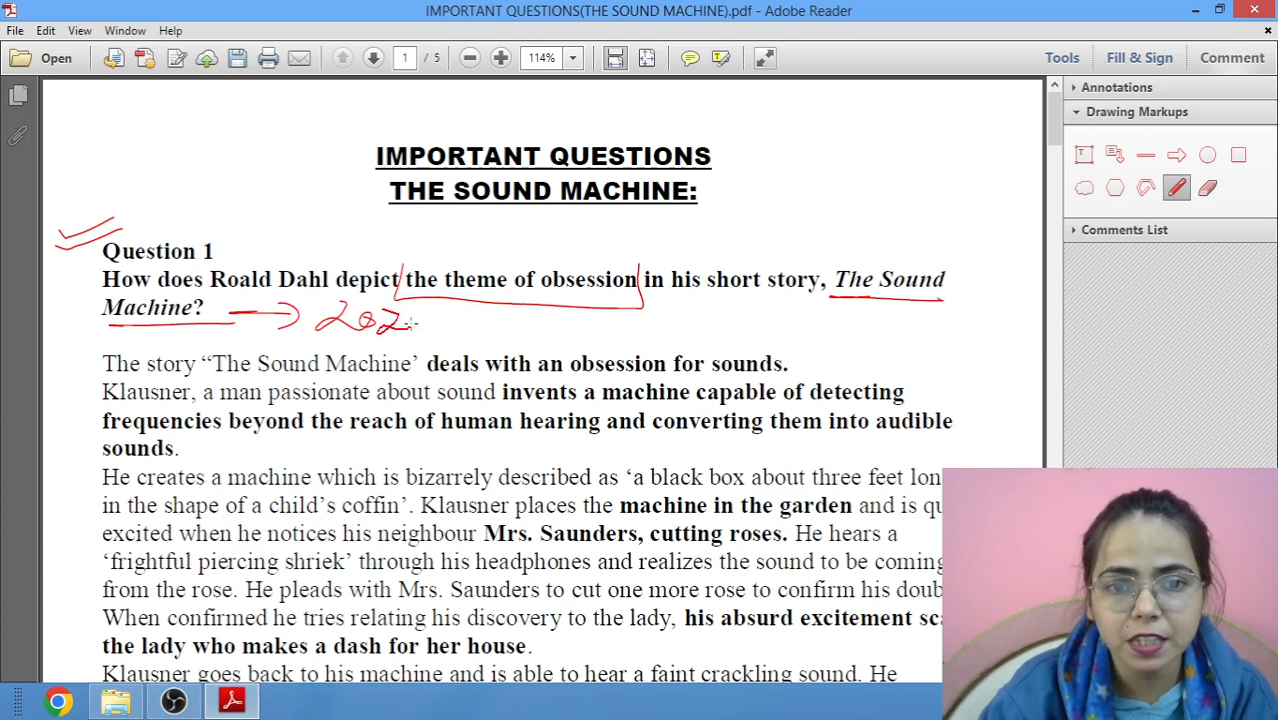 IMPORTANT QUESTIONS(THE SOUND MACHINE).pdf - Adobe Reader
File Edit View Window Help
Open 1 / 5 114% Tools Fill & Sign Comment
Annotations
Drawing Markups
Comments List
IMPORTANT QUESTIONS
THE SOUND MACHINE:
Question 1
How does Roald Dahl depict the theme of obsession in his short story, The Sound
Machine?
202
The story “The Sound Machine’ deals with an obsession for sounds.
Klausner, a man passionate about sound invents a machine capable of detecting
frequencies beyond the reach of human hearing and converting them into audible
sounds.
He creates a machine which is bizarrely described as ‘a black box about three feet lon
in the shape of a child’s coffin’. Klausner places the machine in the garden and is qu
excited when he notices his neighbour Mrs. Saunders, cutting roses. He hears a
‘frightful piercing shriek’ through his headphones and realizes the sound to be coming
from the rose. He pleads with Mrs. Saunders to cut one more rose to confirm his doub
When confirmed he tries relating his discovery to the lady, his absurd excitement sca
the lady who makes a dash for her house.
Klausner goes back to his machine and is able to hear a faint crackling sound. He